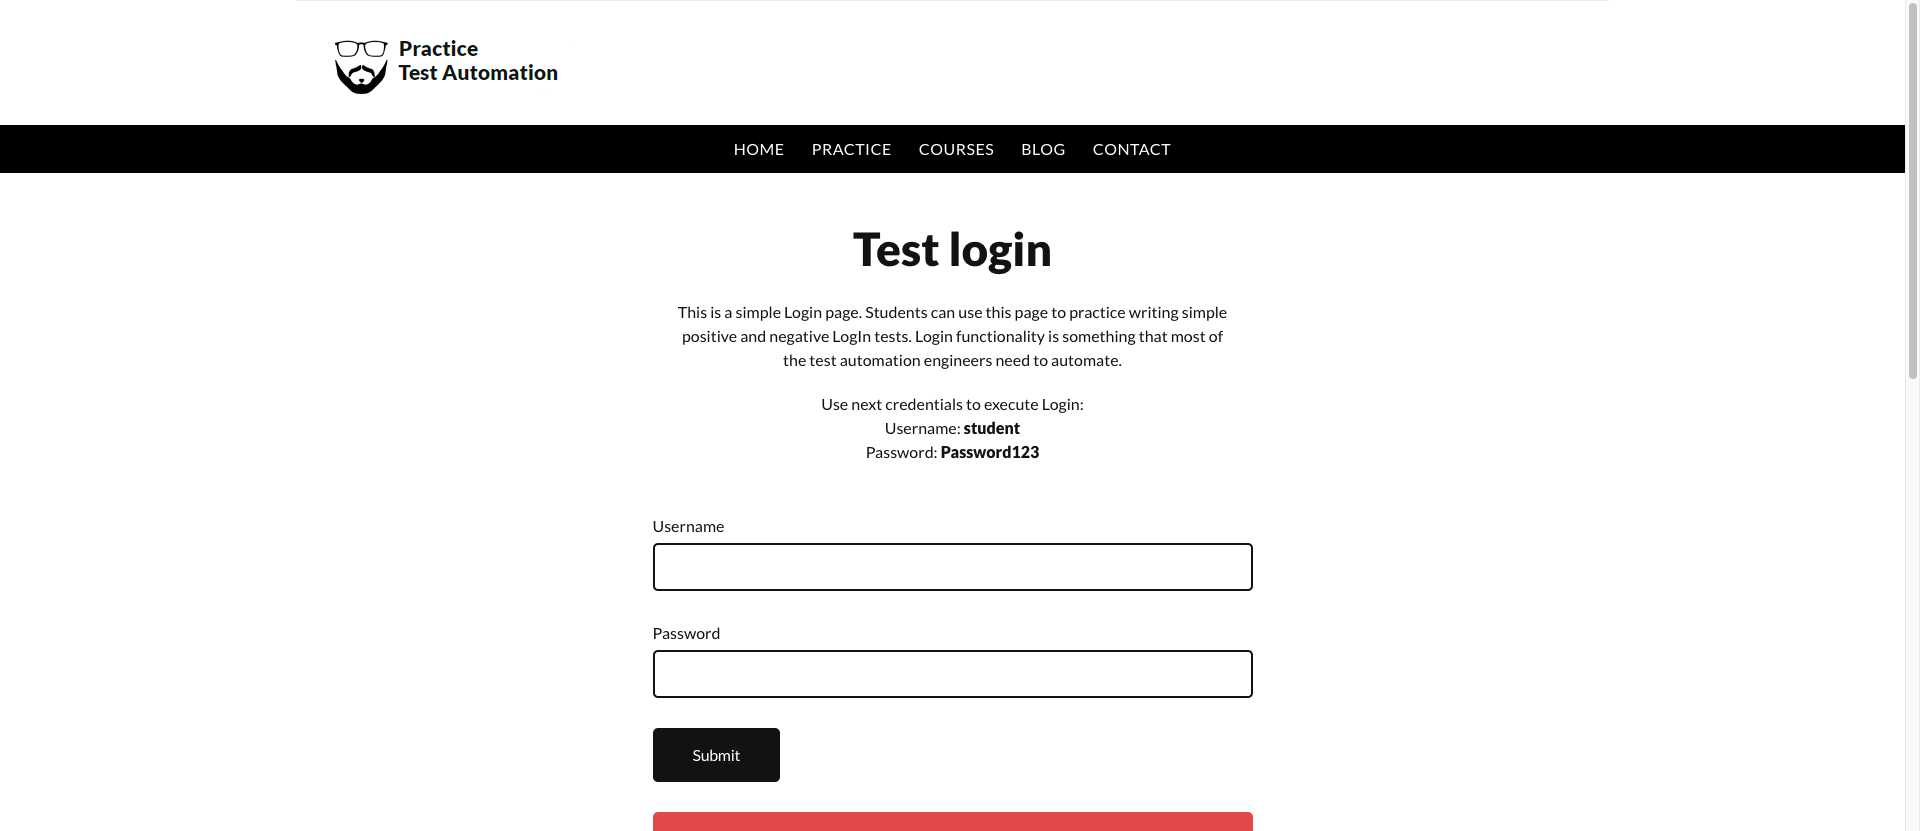 Practice
Test Automation
HOME PRACTICE COURSES BLOG CONTACT
Test login
This is a simple Login page. Students can use this page to practice writing simple
positive and negative LogIn tests. Login functionality is something that most of
the test automation engineers need to automate.
Use next credentials to execute Login:
Username: student
Password: Password123
Username
Password
Submit